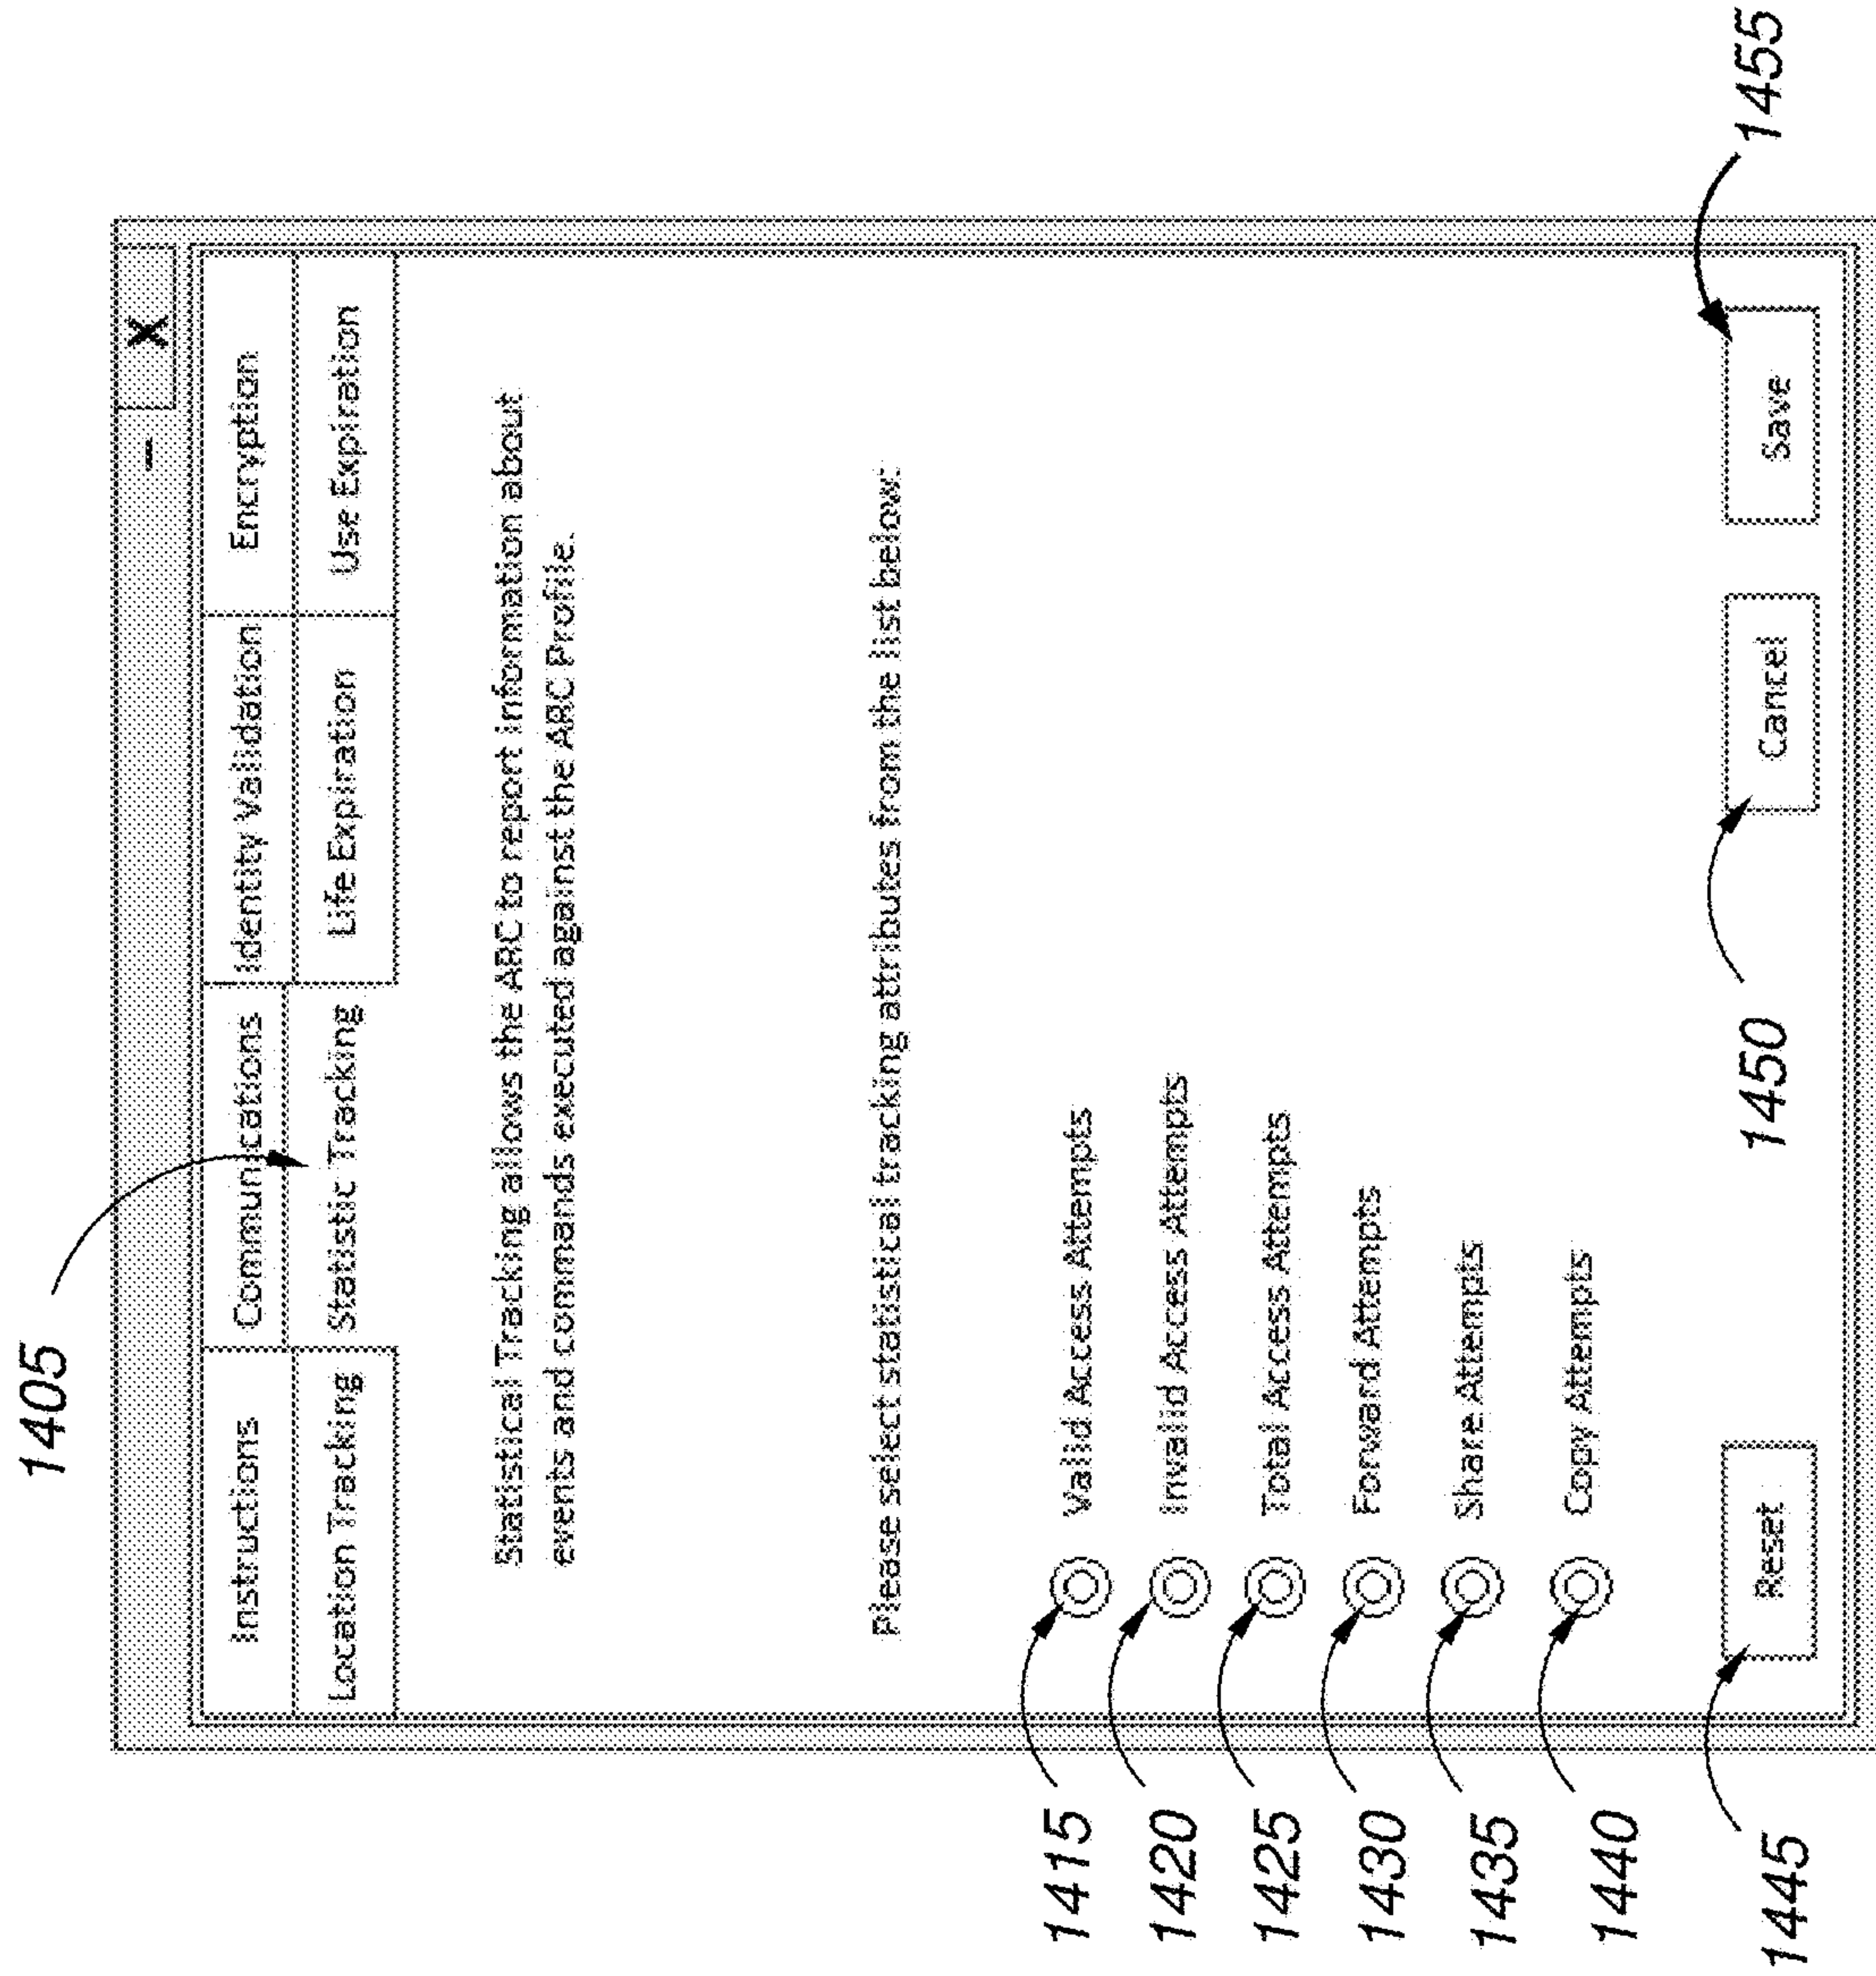 1405
– X
Instructions Communications Identity Validation Encryption
Location Tracking Statistic Tracking Life Expiration Use Expiration
Statistical Tracking allows the ARC to report information about
events and commands executed against the ARC Profile.
Please select statistical tracking attributes from the list below:
1415 Valid Access Attempts
1420 Invalid Access Attempts
1425 Total Access Attempts
1430 Forward Attempts
1435 Share Attempts
1440 Copy Attempts
1445 Reset Cancel Save
1450 1455